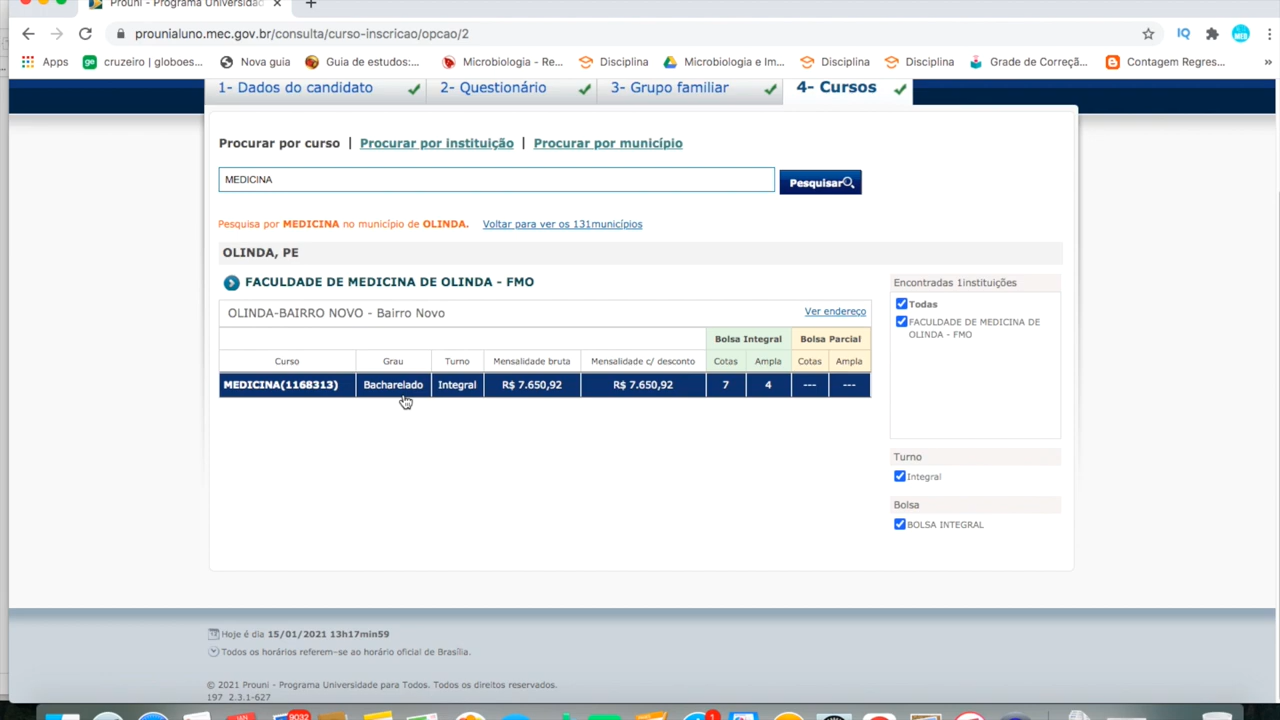 Prouni - Programa Universidad
prounialuno.mec.gov.br/consulta/curso-inscricao/opcao/2
IQ
Apps cruzeiro | globoes... Nova guia Guia de estudos:... Microbiologia - Re... Disciplina Microbiologia e Im... Disciplina Disciplina Grade de Correçã... Contagem Regres... »
1- Dados do candidato 2- Questionário 3- Grupo familiar 4- Cursos
Procurar por curso | Procurar por instituição | Procurar por município
MEDICINA Pesquisar
Pesquisa por MEDICINA no município de OLINDA. Voltar para ver os 131municípios
OLINDA, PE
FACULDADE DE MEDICINA DE OLINDA - FMO
OLINDA-BAIRRO NOVO - Bairro Novo Ver endereço
Bolsa Integral Bolsa Parcial
Curso Grau Turno Mensalidade bruta Mensalidade c/ desconto Cotas Ampla Cotas Ampla
MEDICINA(1168313) Bacharelado Integral R$ 7.650,92 R$ 7.650,92 7 4 --- ---
Encontradas 1instituições
Todas
FACULDADE DE MEDICINA DE
OLINDA - FMO
Turno
Integral
Bolsa
BOLSA INTEGRAL
Hoje é dia 15/01/2021 13h17min59
Todos os horários referem-se ao horário oficial de Brasília.
© 2021 Prouni - Programa Universidade para Todos. Todos os direitos reservados.
197 2.3.1-627
9032
1